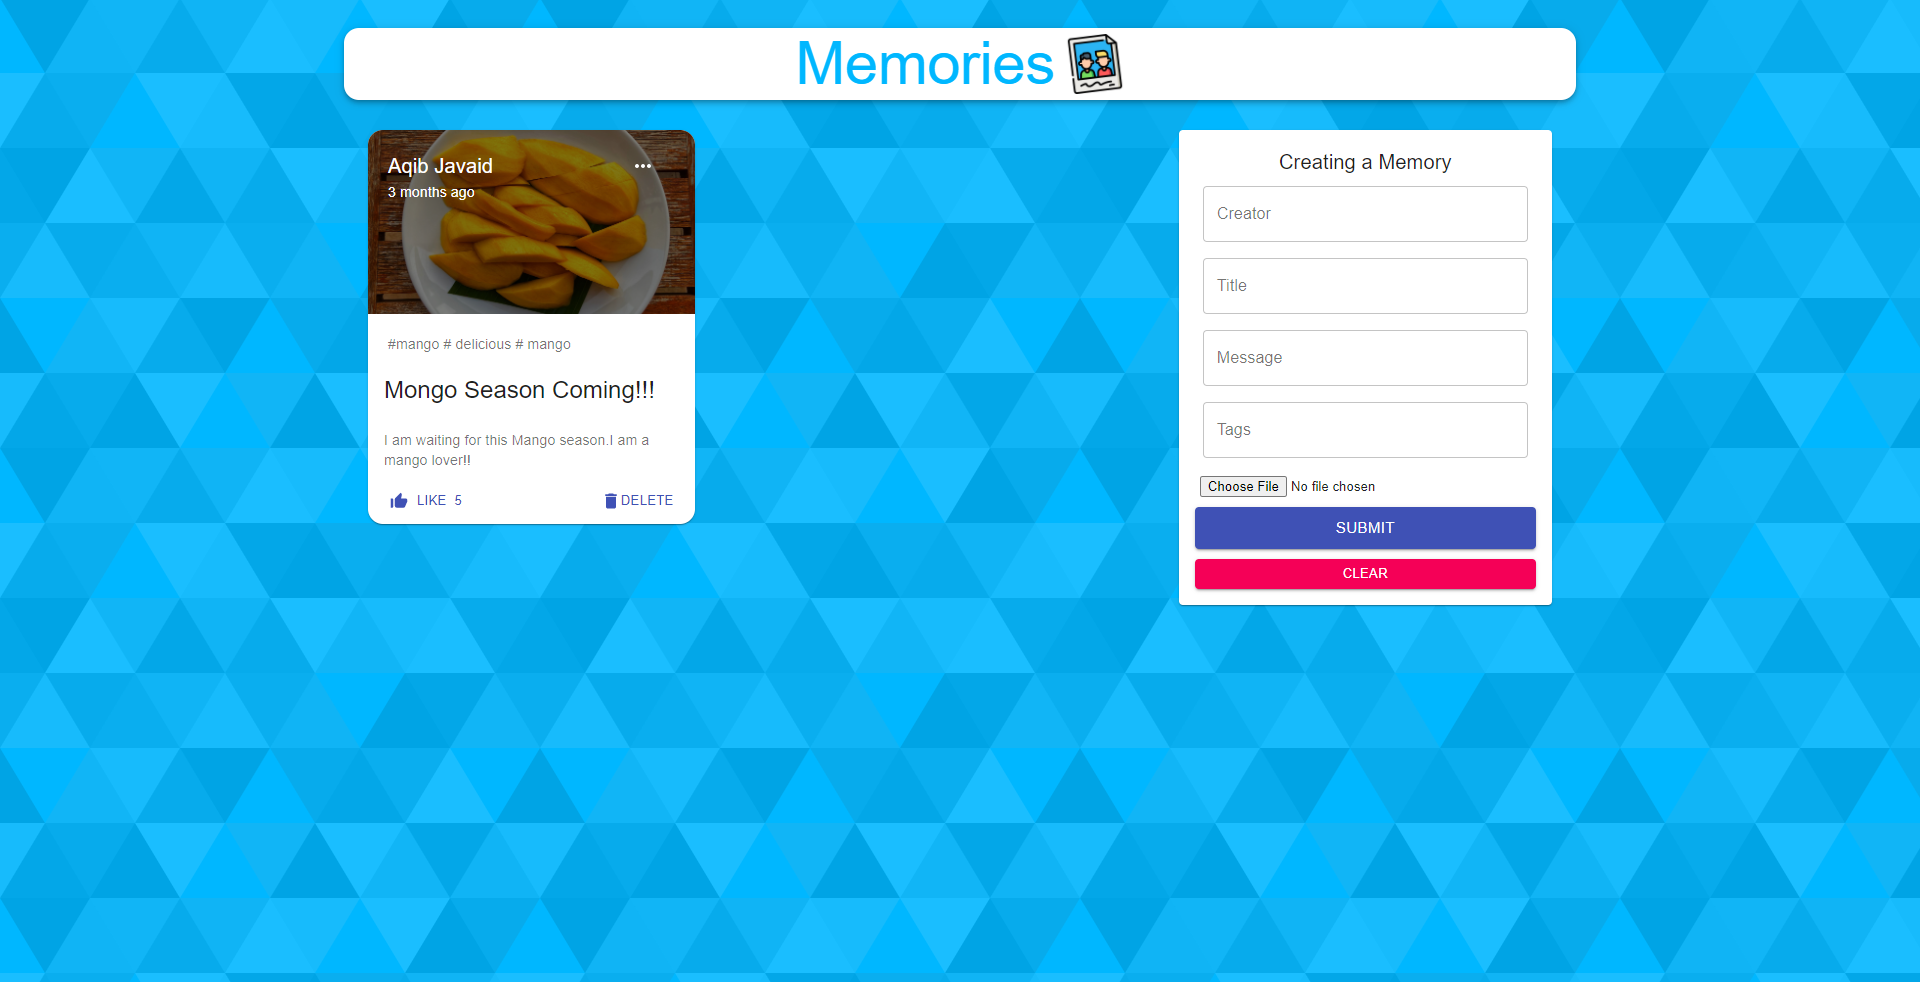 Memories
Aqib Javaid
3 months ago
#mango # delicious # mango
Mongo Season Coming!!!
I am waiting for this Mango season.I am a
mango lover!!
LIKE 5
DELETE
Creating a Memory
Creator
Title
Message
Tags
Choose File No file chosen
SUBMIT
CLEAR